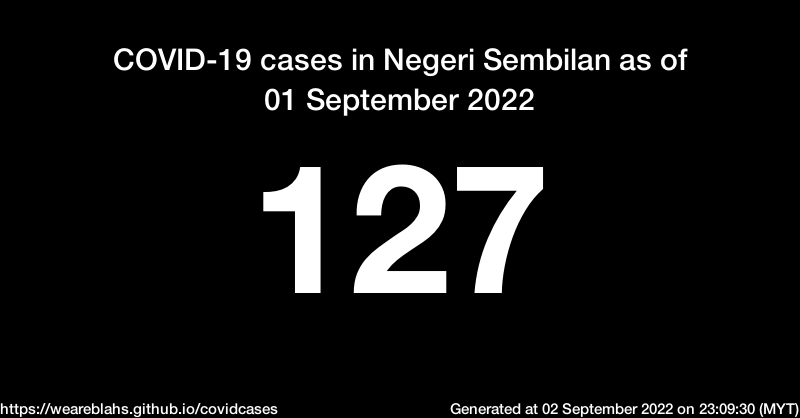 COVID-19 cases in Negeri Sembilan as of
01 September 2022
127
https://weareblahs.github.io/covidcases
Generated at 02 September 2022 on 23:09:30 (MYT)